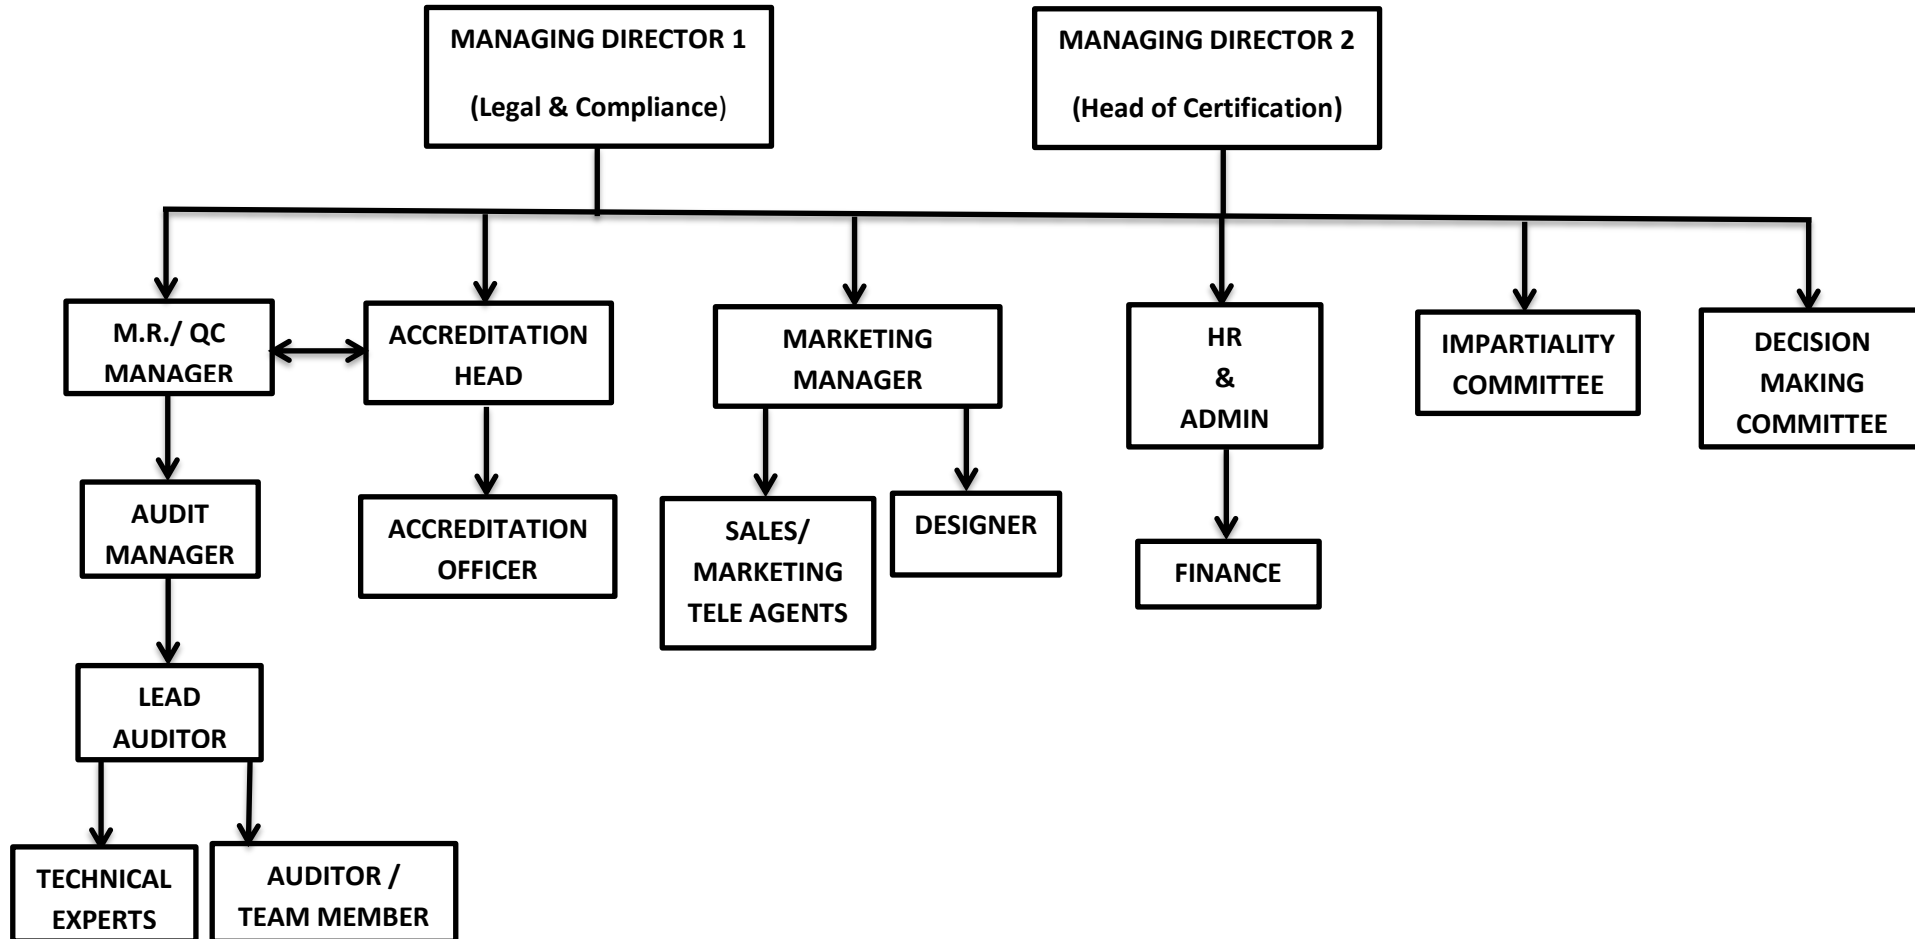 MANAGING DIRECTOR 1
(Legal & Compliance)
MANAGING DIRECTOR 2
(Head of Certification)
M.R./ QC
MANAGER
ACCREDITATION
HEAD
MARKETING
MANAGER
HR
&
ADMIN
IMPARTIALITY
COMMITTEE
DECISION
MAKING
COMMITTEE
AUDIT
MANAGER
ACCREDITATION
OFFICER
SALES/
MARKETING
TELE AGENTS
DESIGNER
FINANCE
LEAD
AUDITOR
TECHNICAL
EXPERTS
AUDITOR /
TEAM MEMBER